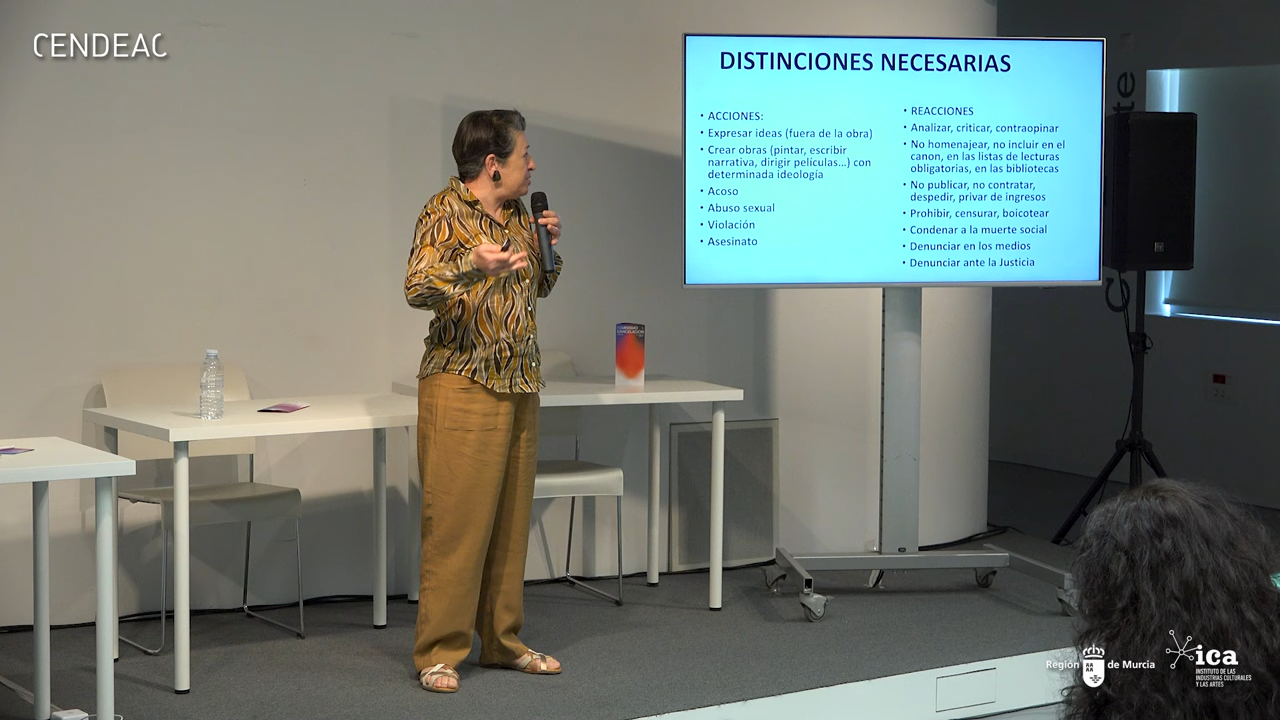 CENDEAC
DISTINCIONES NECESARIAS
• ACCIONES:
• Expresar ideas (fuera de la obra)
• Crear obras (pintar, escribir
narrativa, dirigir películas...) con
determinada ideología
• Acoso
• Abuso sexual
• Violación
• Asesinato
• REACCIONES
• Analizar, criticar, contraopinar
• No homenajear, no incluir en el
canon, en las listas de lecturas
obligatorias, en las bibliotecas
• No publicar, no contratar,
despedir, privar de ingresos
• Prohibir, censurar, boicotear
• Condenar a la muerte social
• Denunciar en los medios
• Denunciar ante la Justicia
Región de Murcia
ica
INSTITUTO DE LAS
INDUSTRIAS CULTURALES
Y LAS ARTES